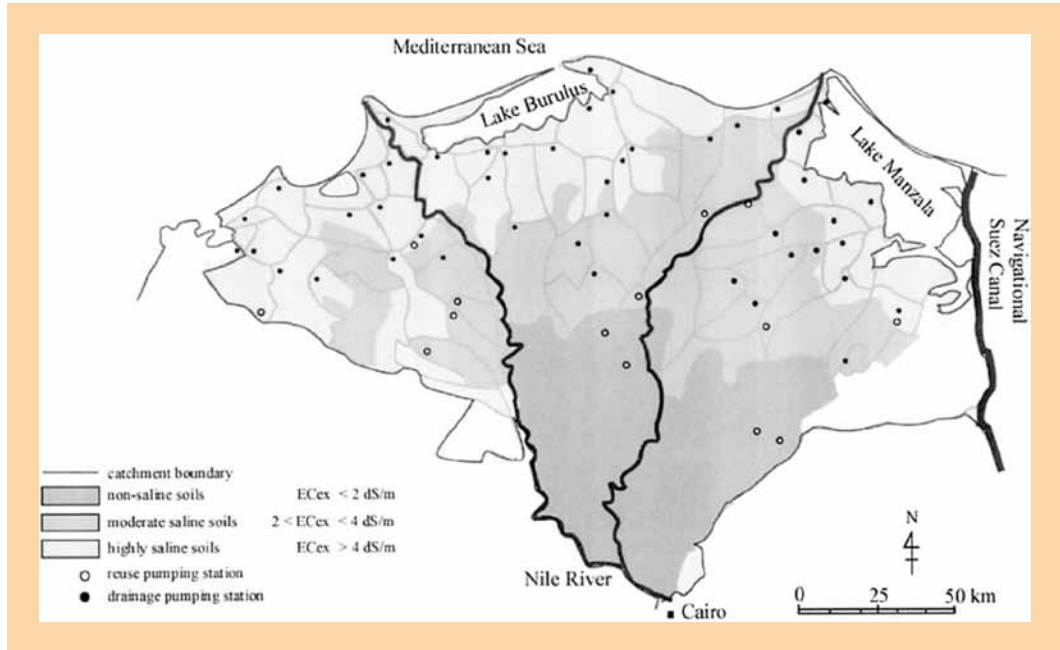 Mediterranean Sea
Lake Burulus
Lake Manzala
Navigational
Suez Canal
catchment boundary
non-saline soils ECex < 2 dS/m
moderate saline soils 2 < ECex < 4 dS/m
highly saline soils ECex > 4 dS/m
reuse pumping station
drainage pumping station
Nile River
Cairo
N
0 25 50 km